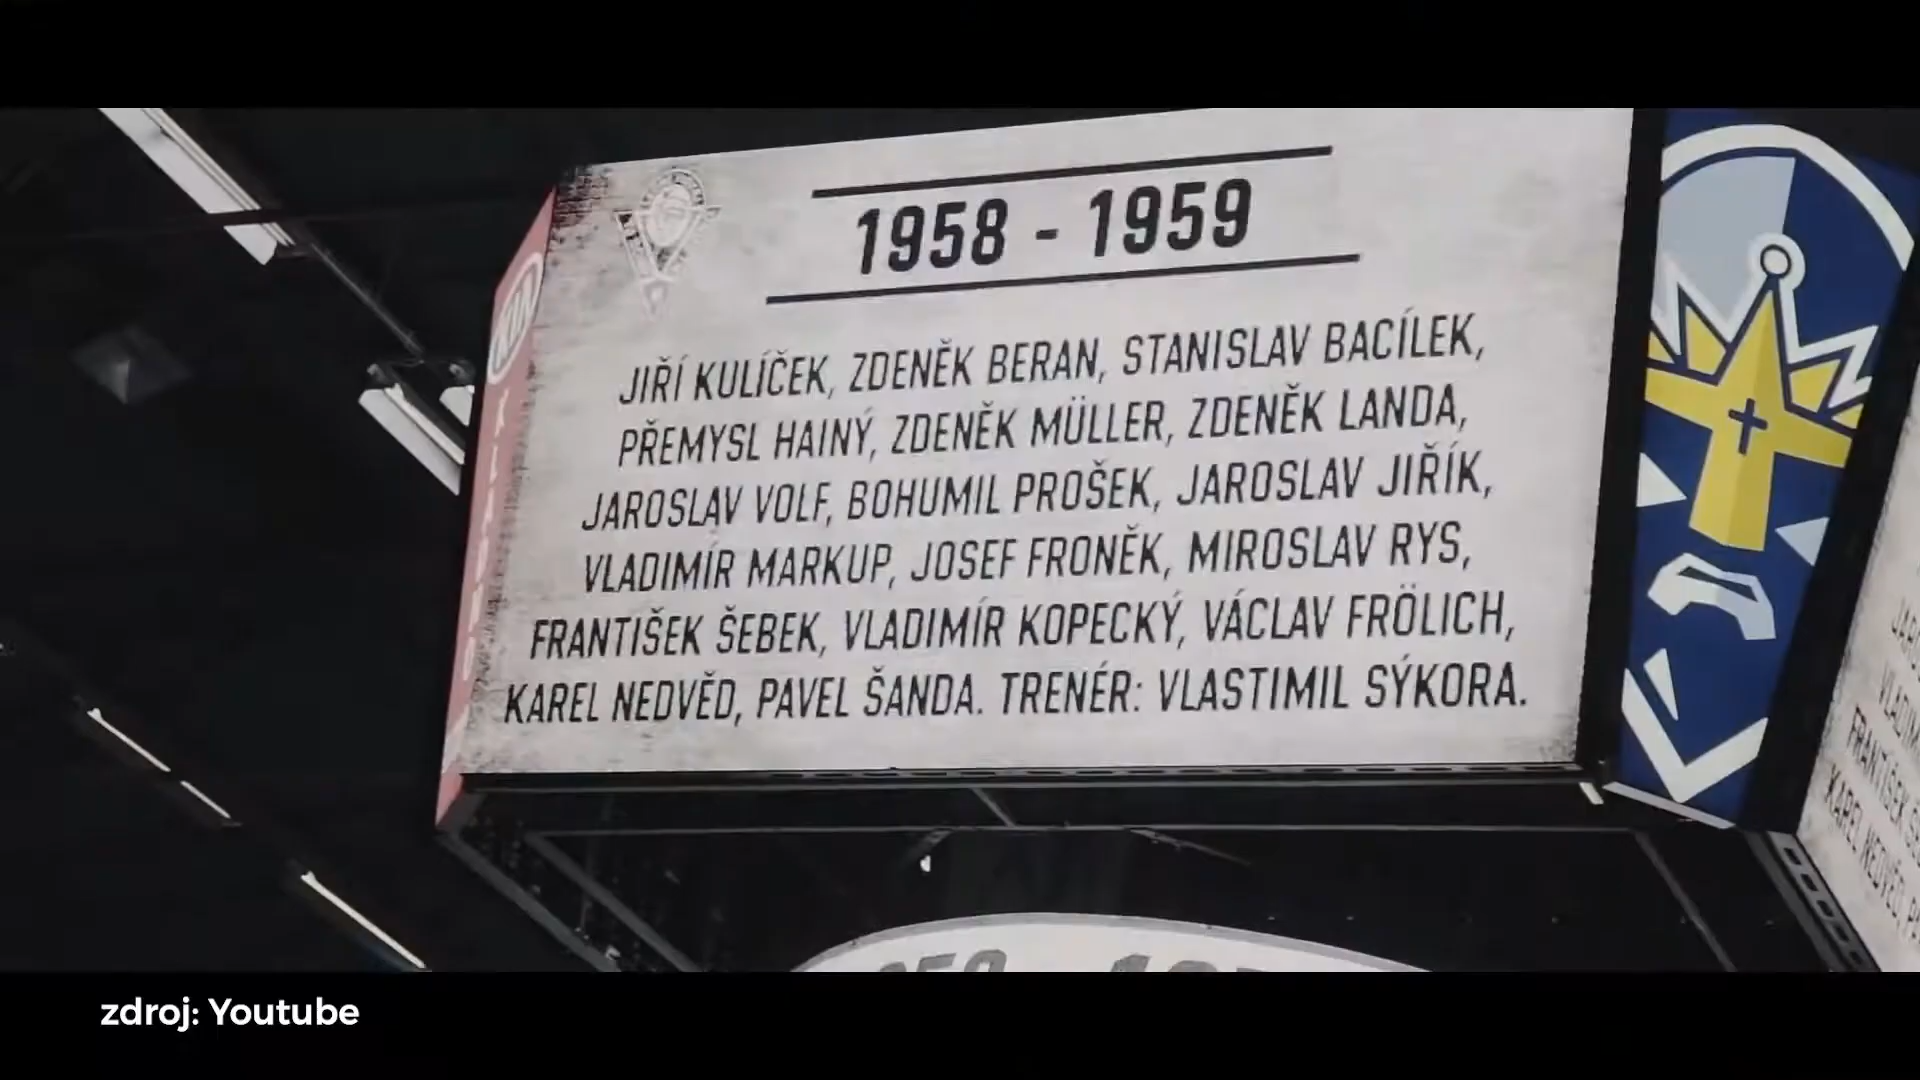 1958 - 1959
JIŘÍ KULÍČEK, ZDENĚK BERAN, STANISLAV BACÍLEK,
PŘEMYSL HAINÝ, ZDENĚK MÜLLER, ZDENĚK LANDA,
JAROSLAV VOLF, BOHUMIL PROŠEK, JAROSLAV JIŘÍK,
VLADIMÍR MARKUP, JOSEF FRONĚK, MIROSLAV RYS,
FRANTIŠEK ŠEBEK, VLADIMÍR KOPECKÝ, VÁCLAV FRÖLICH,
KAREL NEDVĚD, PAVEL ŠANDA. TRENÉR: VLASTIMIL SÝKORA.
KAREL NEDVĚD,
zdroj: Youtube